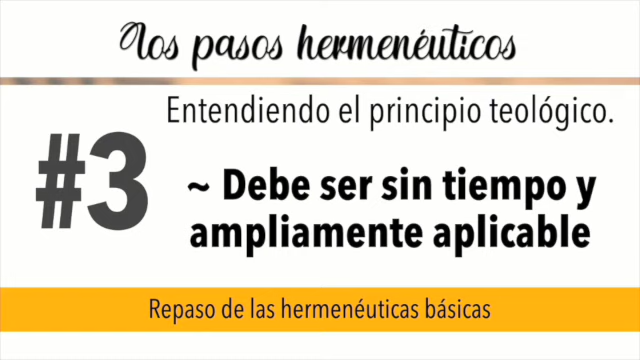 los pasos hermenéuticos
Entendiendo el principio teológico.
#3
~ Debe ser sin tiempo y
ampliamente aplicable
Repaso de las hermenéuticas básicas